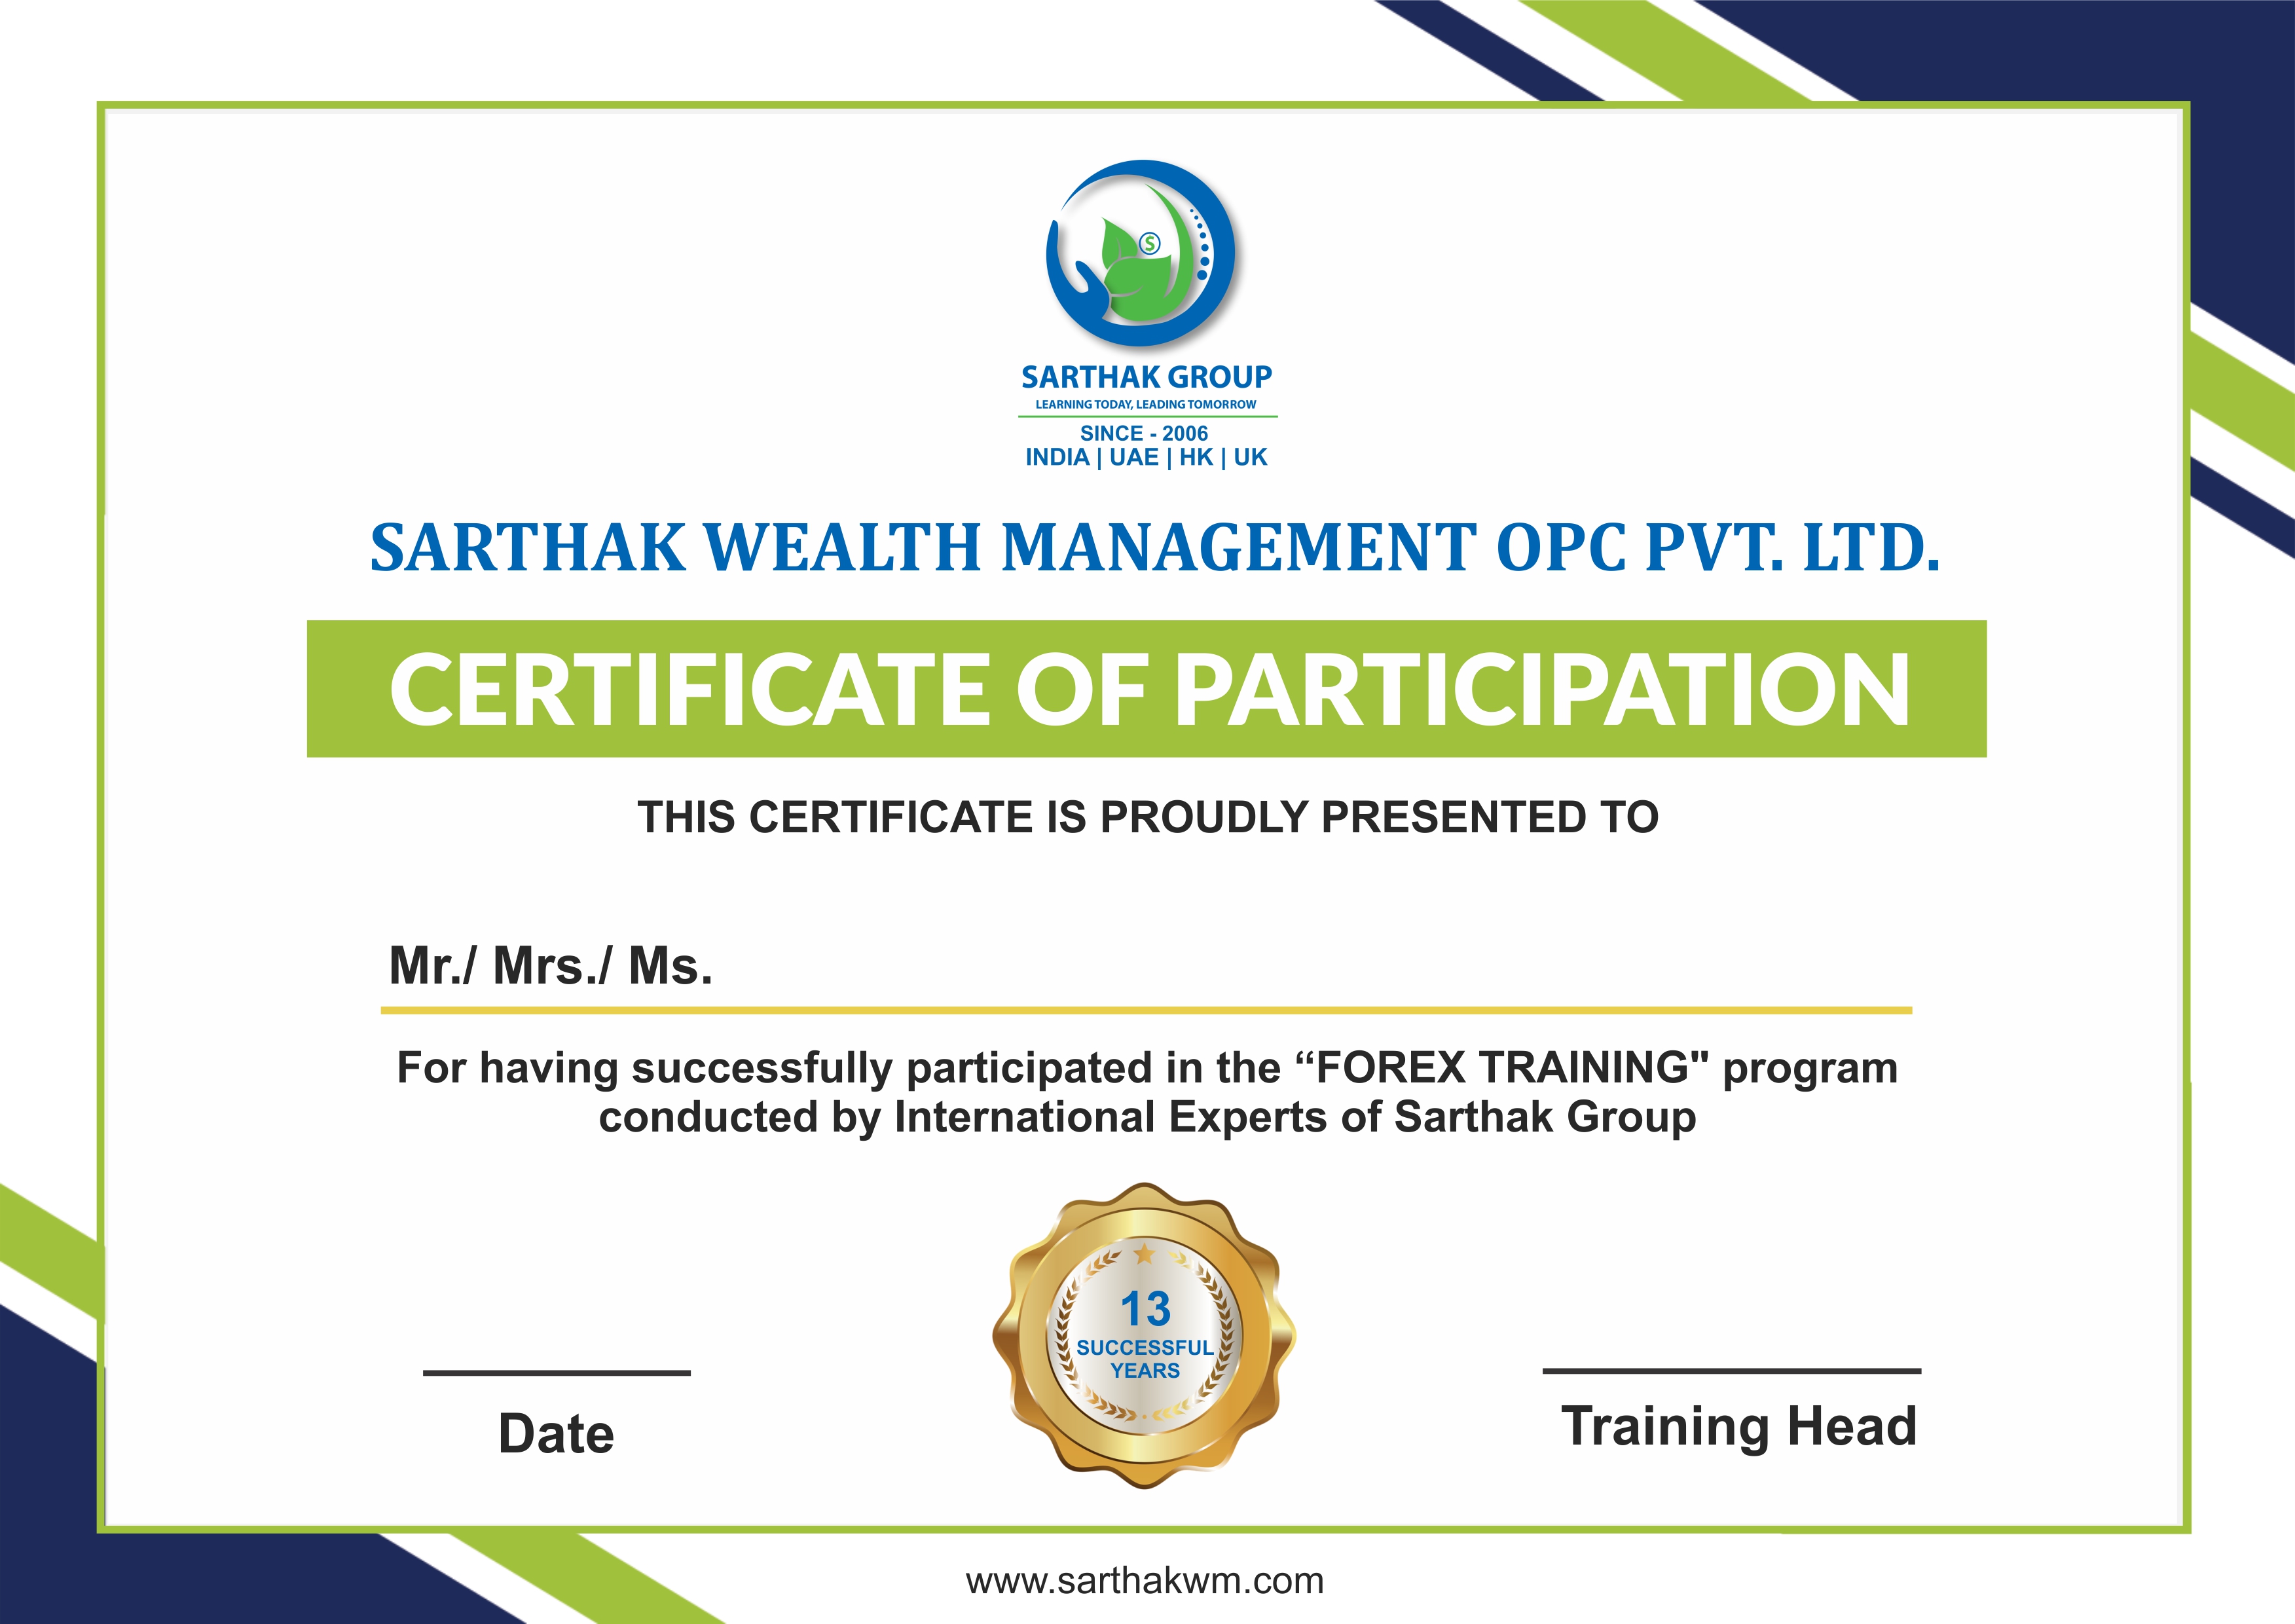 S
SARTHAK GROUP
LEARNING TODAY, LEADING TOMORROW
SINCE - 2006
INDIA | UAE | HK | UK
SARTHAK WEALTH MANAGEMENT OPC PVT. LTD.
CERTIFICATE OF PARTICIPATION
THIS CERTIFICATE IS PROUDLY PRESENTED TO
Mr./ Mrs./ Ms.
For having successfully participated in the “FOREX TRAINING" program
conducted by International Experts of Sarthak Group
13
SUCCESSFUL
YEARS
Date
Training Head
www.sarthakwm.com